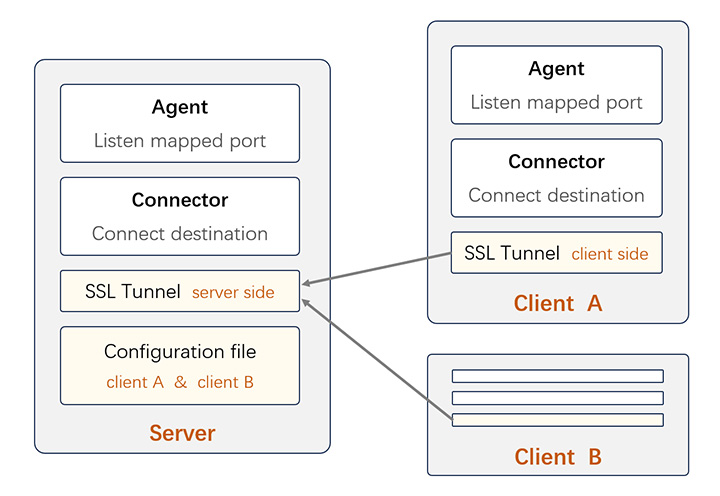 Agent
Listen mapped port
Connector
Connect destination
SSL Tunnel server side
Configuration file
client A & client B
Server
Agent
Listen mapped port
Connector
Connect destination
SSL Tunnel client side
Client A
Client B